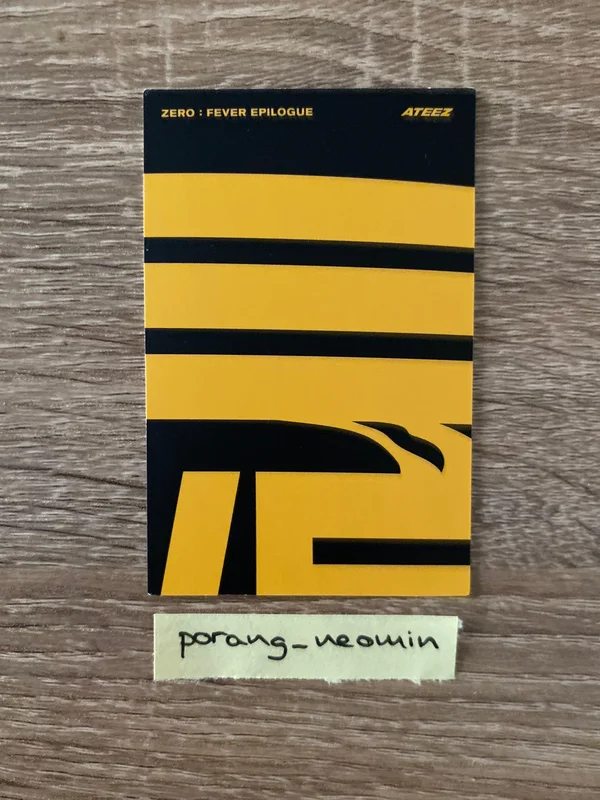 ZERO : FEVER EPILOGUE
ATEEZ
porang_neomin